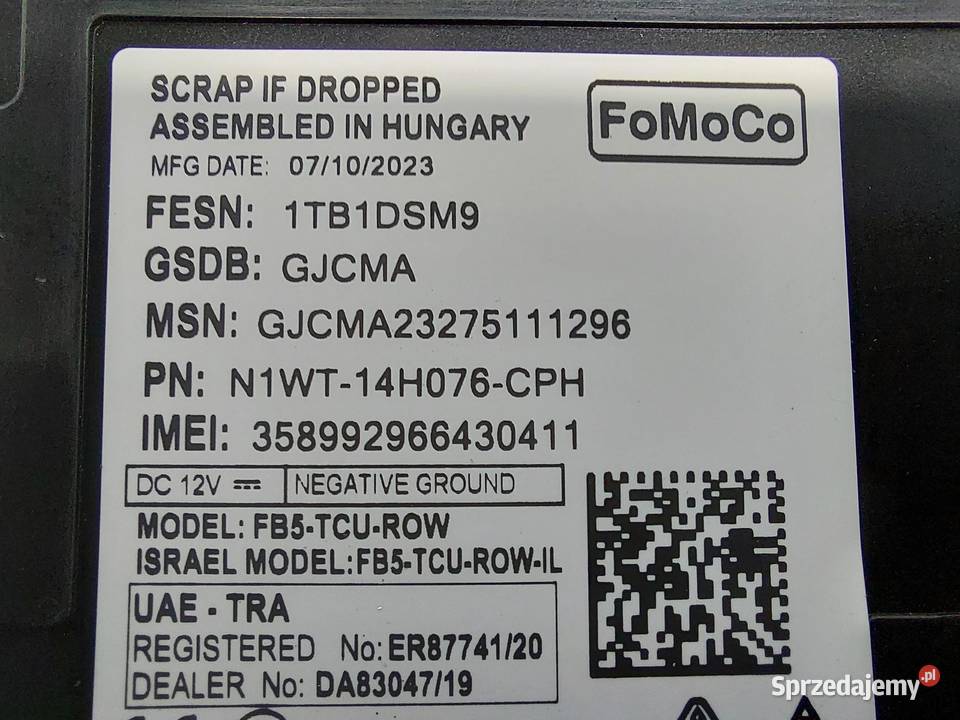 SCRAP IF DROPPED
ASSEMBLED IN HUNGARY
FoMoCo
MFG DATE: 07/10/2023
FESN: 1TB1DSM9
GSDB: GJCMA
MSN: GJCMA23275111296
PN: N1WT-14H076-CPH
IMEI: 358992966430411
DC 12V ⎓ NEGATIVE GROUND
MODEL: FB5-TCU-ROW
ISRAEL MODEL:FB5-TCU-ROW-IL
UAE - TRA
REGISTERED No: ER87741/20
DEALER No: DA83047/19
Sprzedajemy.pl